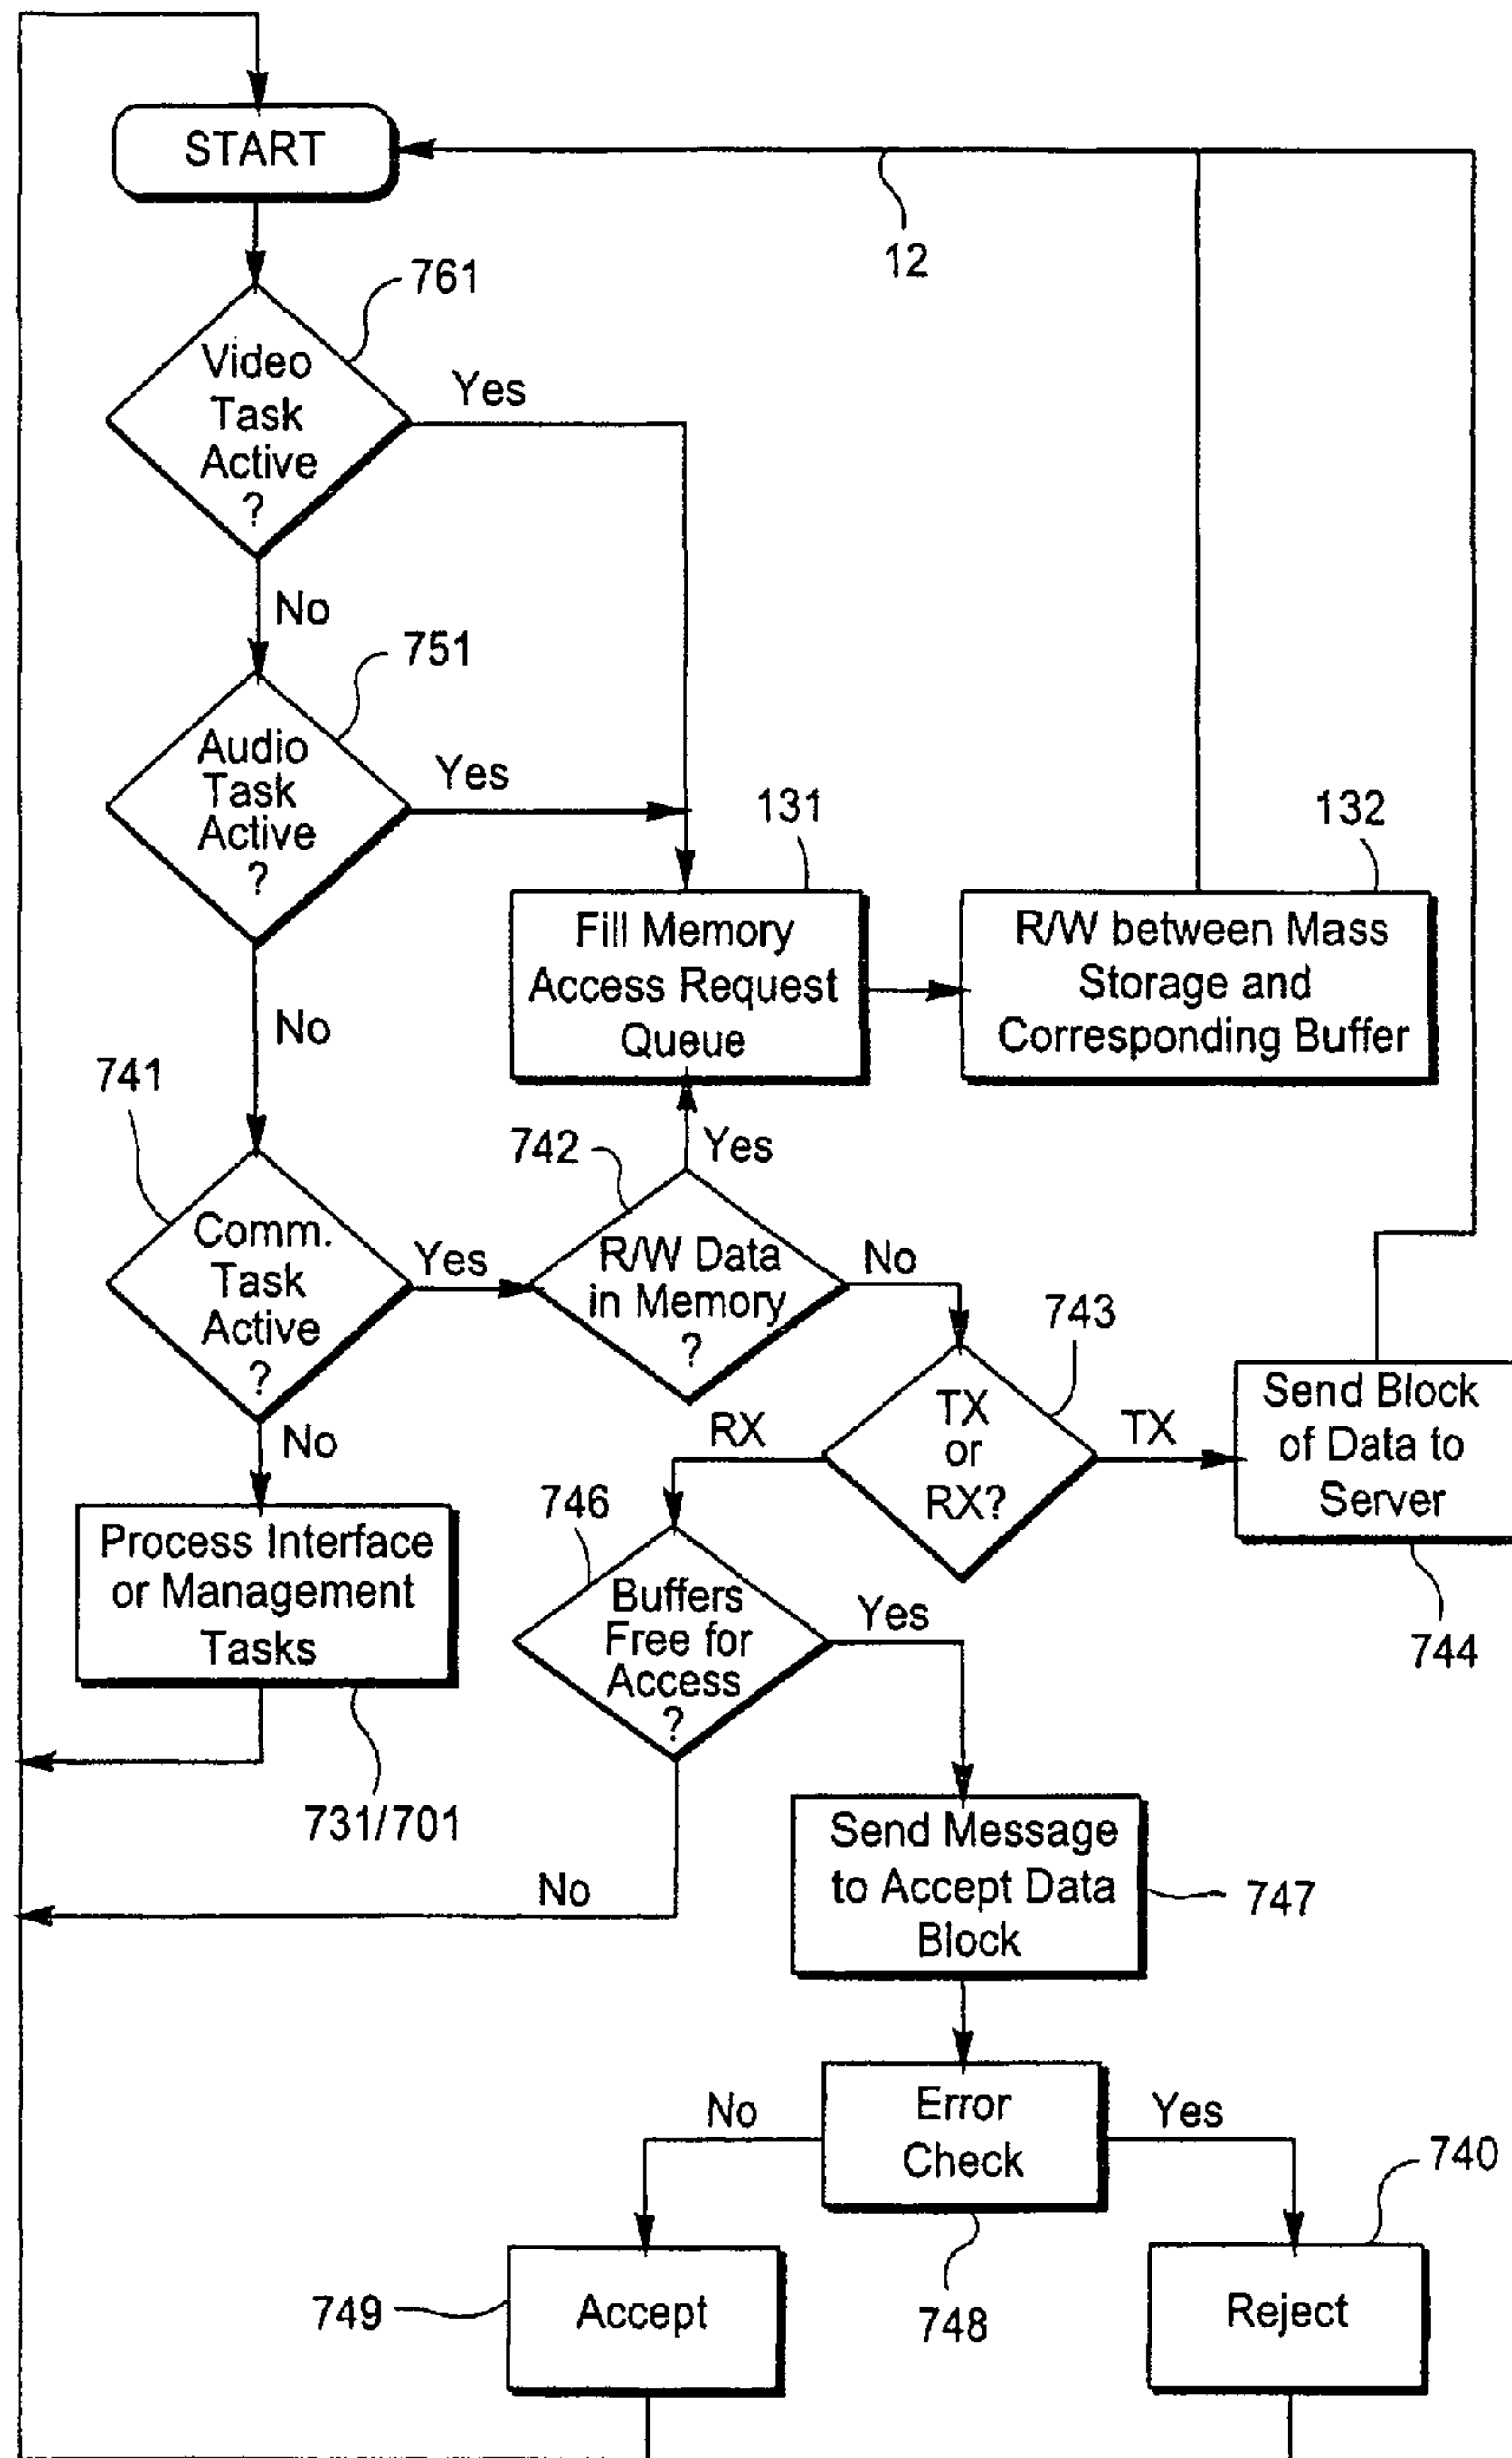 START
12
761
Video
Task
Active
?
Yes
No
751
Audio
Task
Active
?
Yes
131
132
Fill Memory
Access Request
Queue
R/W between Mass
Storage and
Corresponding Buffer
No
741
742
Yes
Comm.
Task
Active
?
Yes
R/W Data
in Memory
?
No
743
TX
or
RX?
RX
TX
Send Block
of Data to
Server
744
No
Process Interface
or Management
Tasks
731/701
746
Buffers
Free for
Access
?
Yes
No
Send Message
to Accept Data
Block
747
Error
Check
No
Yes
748
740
749
Accept
Reject